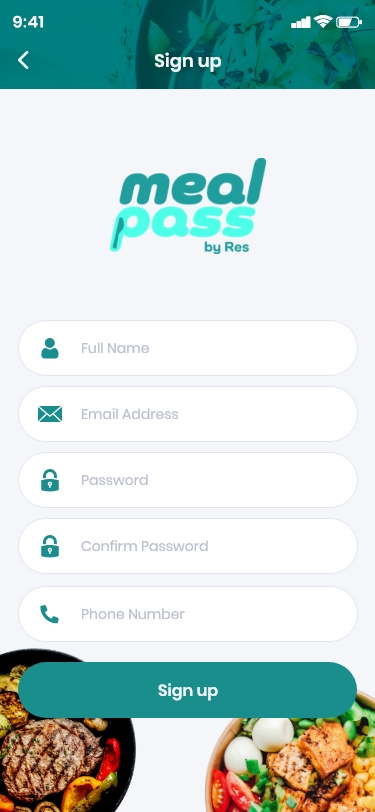 9:41
Sign up
meal
pass
by Res
Full Name
Email Address
Password
Confirm Password
Phone Number
Sign up